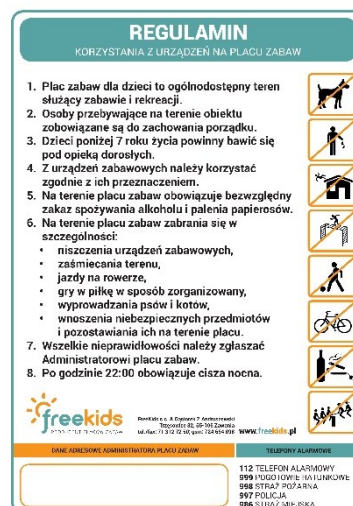 REGULAMIN
KORZYSTANIA Z URZĄDZEŃ NA PLACU ZABAW
1. Plac zabaw dla dzieci to ogólnodostępny teren
służący zabawie i rekreacji.
2. Osoby przebywające na terenie obiektu
zobowiązane są do zachowania porządku.
3. Dzieci poniżej 7 roku życia powinny bawić się
pod opieką dorosłych.
4. Z urządzeń zabawowych należy korzystać
zgodnie z ich przeznaczeniem.
5. Na terenie placu zabaw obowiązuje bezwzględny
zakaz spożywania alkoholu i palenia papierosów.
6. Na terenie placu zabaw zabrania się w
szczególności:
• niszczenia urządzeń zabawowych,
• zaśmiecania terenu,
• jazdy na rowerze,
• gry w piłkę w sposób zorganizowany,
• wyprowadzania psów i kotów,
• wnoszenia niebezpiecznych przedmiotów
i pozostawiania ich na terenie placu.
7. Wszelkie nieprawidłowości należy zgłaszać
Administratorowi placu zabaw.
8. Po godzinie 22:00 obowiązuje cisza nocna.
freekids
PRODUCENT PLACÓW ZABAW
www.freekids.pl
DANE ADRESOWE ADMINISTRATORA PLACU ZABAW
TELEFONY ALARMOWE
112 TELEFON ALARMOWY
999 POGOTOWIE RATUNKOWE
998 STRAŻ POŻARNA
997 POLICJA
986 STRAŻ MIEJSKA